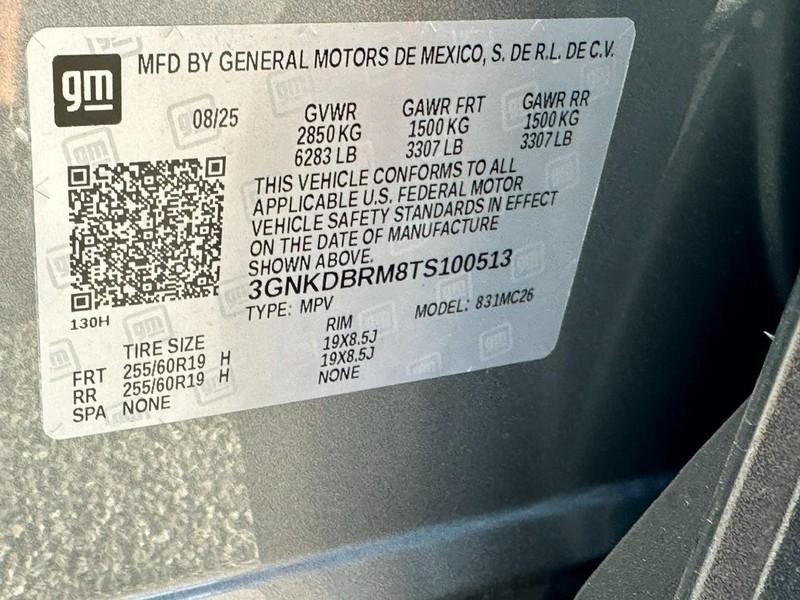 gm
MFD BY GENERAL MOTORS DE MEXICO, S. DE R.L. DE C.V.
08/25 GVWR GAWR FRT GAWR RR
2850 KG 1500 KG 1500 KG
6283 LB 3307 LB 3307 LB
THIS VEHICLE CONFORMS TO ALL
APPLICABLE U.S. FEDERAL MOTOR
VEHICLE SAFETY STANDARDS IN EFFECT
ON THE DATE OF MANUFACTURE
SHOWN ABOVE.
3GNKDBRM8TS100513
TYPE: MPV MODEL: 831MC26
130H
TIRE SIZE RIM
FRT 255/60R19 H 19X8.5J
RR 255/60R19 H 19X8.5J
SPA NONE NONE